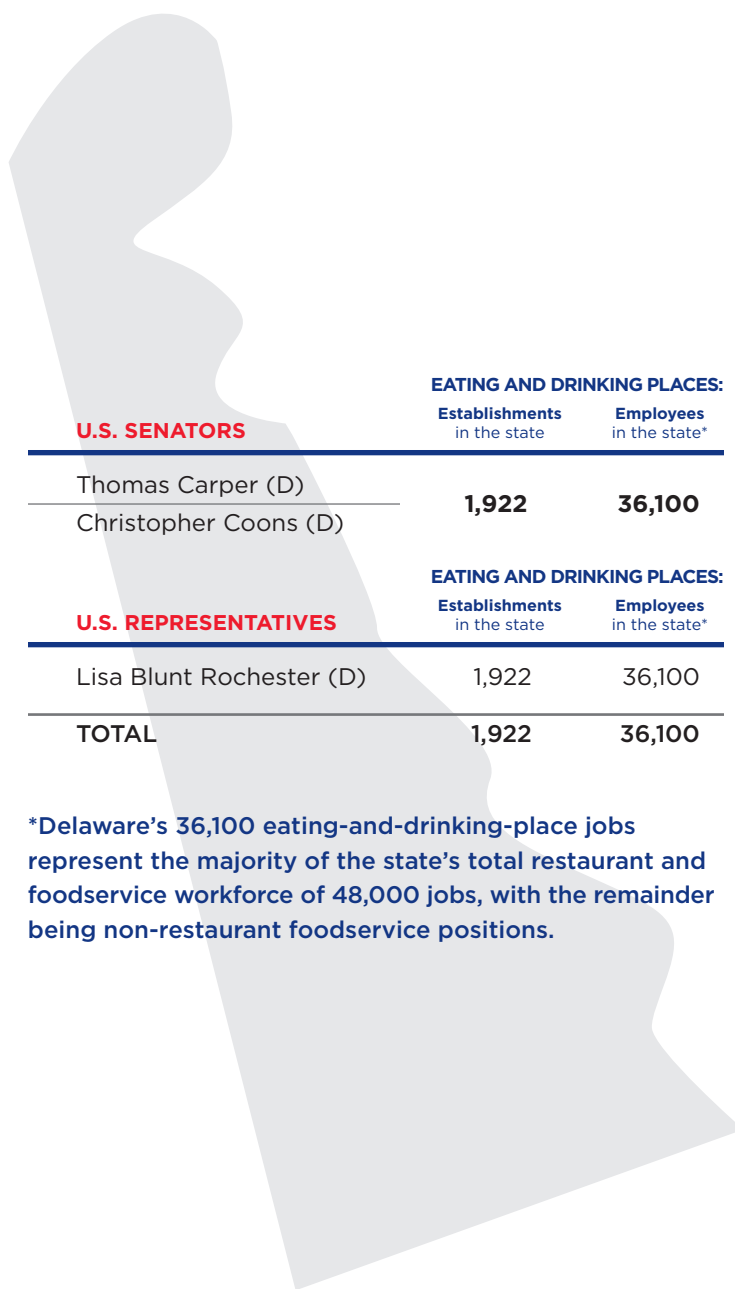 EATING AND DRINKING PLACES:
U.S. SENATORS
Establishments in the state
Employees in the state*
Thomas Carper (D)
Christopher Coons (D)
1,922 36,100
EATING AND DRINKING PLACES:
U.S. REPRESENTATIVES
Establishments in the state
Employees in the state*
Lisa Blunt Rochester (D) 1,922 36,100
TOTAL 1,922 36,100
*Delaware's 36,100 eating-and-drinking-place jobs
represent the majority of the state's total restaurant and
foodservice workforce of 48,000 jobs, with the remainder
being non-restaurant foodservice positions.